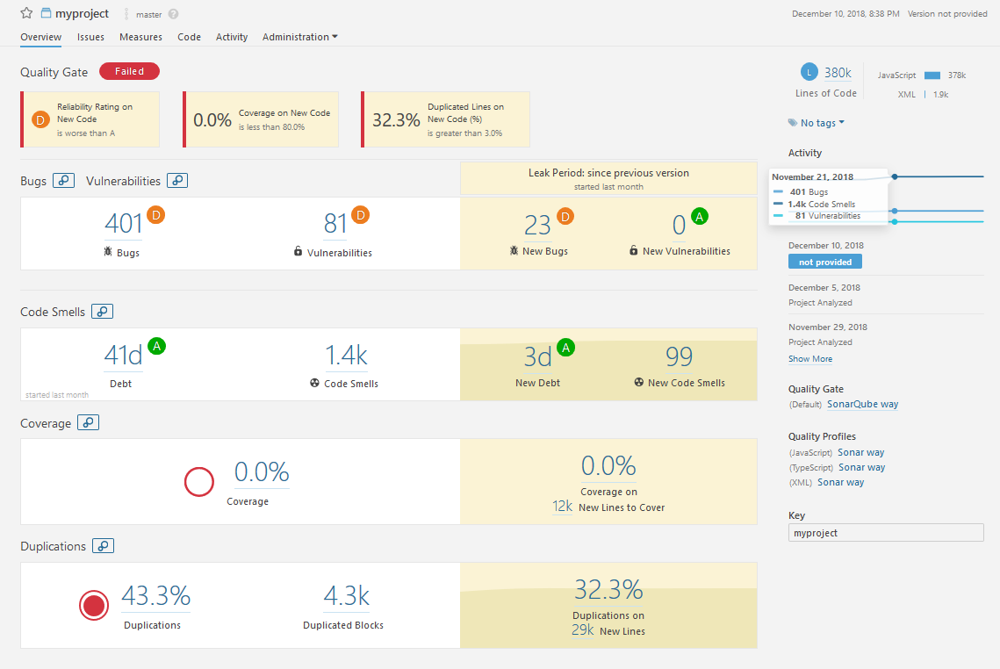 myproject master ?
December 10, 2018, 8:38 PM Version not provided
Overview Issues Measures Code Activity Administration
Quality Gate Failed
D Reliability Rating on
New Code
is worse than A
0.0% Coverage on New Code
is less than 80.0%
32.3% Duplicated Lines on
New Code (%)
is greater than 3.0%
Bugs Vulnerabilities
Leak Period: since previous version
started last month
401 D
Bugs
81 D
Vulnerabilities
23 D
New Bugs
0 A
New Vulnerabilities
Code Smells
41d A
Debt
started last month
1.4k
Code Smells
3d A
New Debt
99
New Code Smells
Coverage
0.0%
Coverage
0.0%
Coverage on
12k New Lines to Cover
Duplications
43.3%
Duplications
4.3k
Duplicated Blocks
32.3%
Duplications on
29k New Lines
L 380k
Lines of Code
JavaScript 378k
XML 1.9k
No tags
Activity
November 21, 2018
401 Bugs
1.4k Code Smells
81 Vulnerabilities
December 10, 2018
not provided
December 5, 2018
Project Analyzed
November 29, 2018
Project Analyzed
Show More
Quality Gate
(Default) SonarQube way
Quality Profiles
(JavaScript) Sonar way
(TypeScript) Sonar way
(XML) Sonar way
Key
myproject